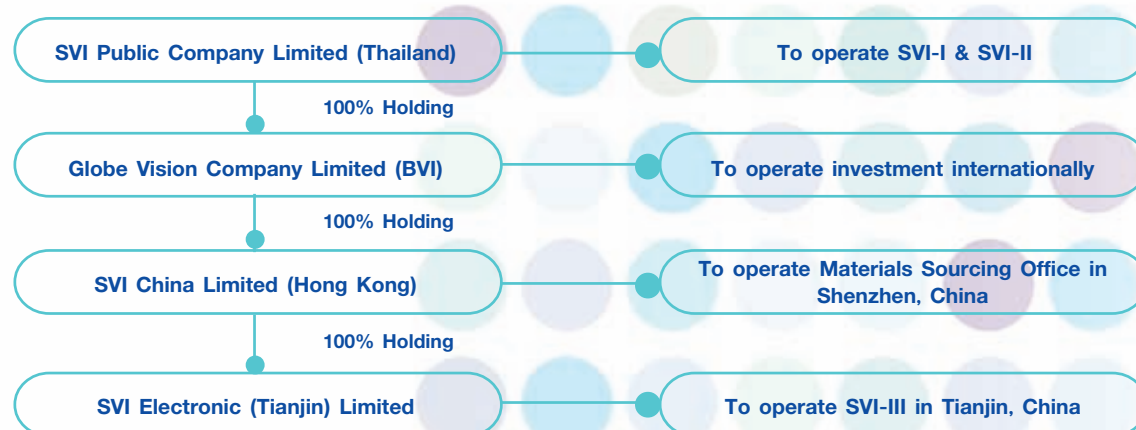 SVI Public Company Limited (Thailand)
To operate SVI-I & SVI-II
100% Holding
Globe Vision Company Limited (BVI)
To operate investment internationally
100% Holding
SVI China Limited (Hong Kong)
To operate Materials Sourcing Office in
Shenzhen, China
100% Holding
SVI Electronic (Tianjin) Limited
To operate SVI-III in Tianjin, China